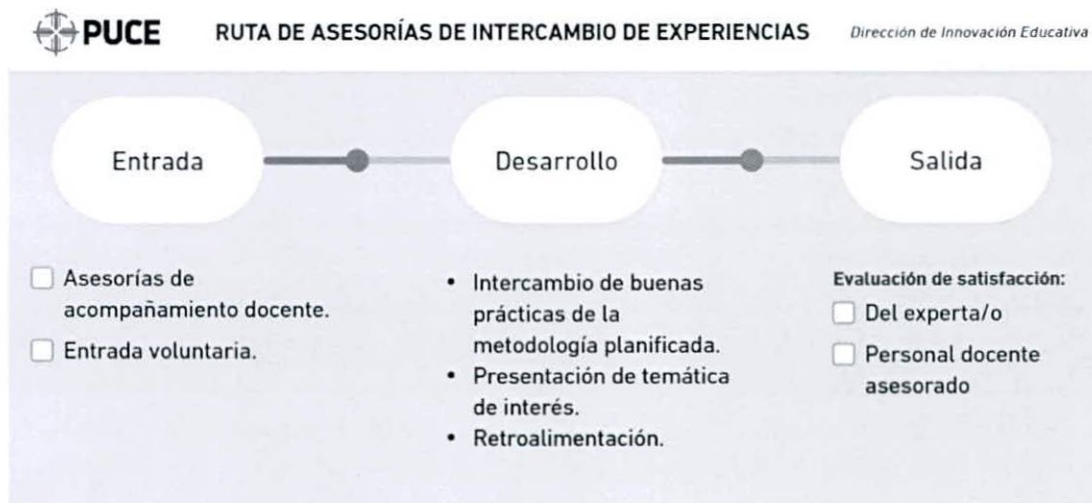 PUCE
RUTA DE ASESORÍAS DE INTERCAMBIO DE EXPERIENCIAS
Dirección de Innovación Educativa
Entrada
Desarrollo
Salida
Asesorías de
acompañamiento docente.
Entrada voluntaria.
• Intercambio de buenas
prácticas de la
metodología planificada.
• Presentación de temática
de interés.
• Retroalimentación.
Evaluación de satisfacción:
Del experta/o
Personal docente
asesorado